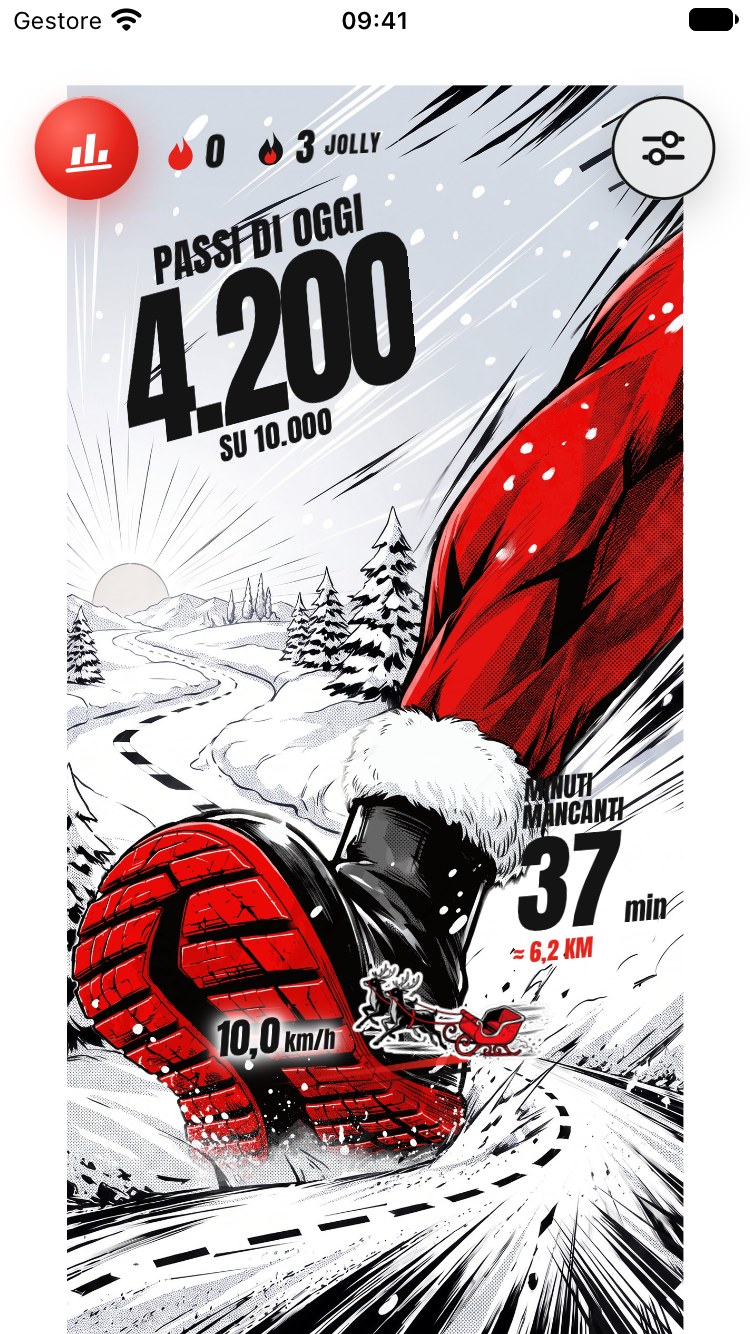 Gestore
09:41
0
3 JOLLY
PASSI DI OGGI
4.200
SU 10.000
MINUTI
MANCANTI
37 min
≈ 6,2 KM
10,0 km/h